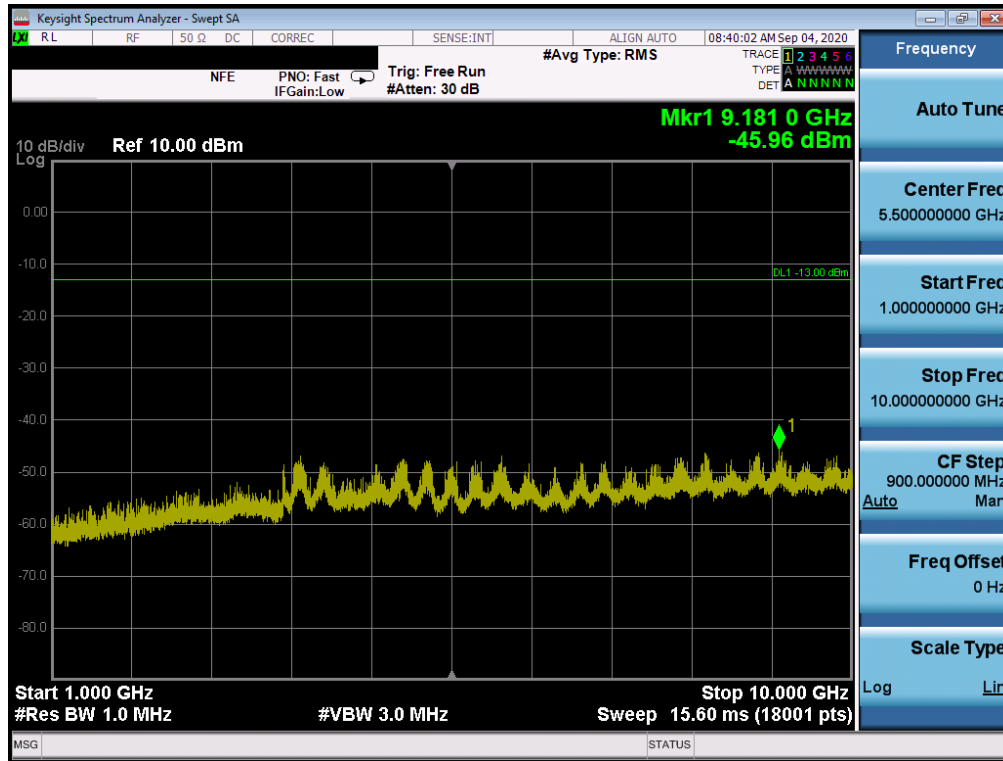 Keysight Spectrum Analyzer - Swept SA
LXI RL RF 50 Ω DC CORREC SENSE:INT ALIGN AUTO 08:40:02 AM Sep 04, 2020
#Avg Type: RMS TRACE 1 2 3 4 5 6
NFE PNO: Fast Trig: Free Run TYPE A WWWWW
IFGain:Low #Atten: 30 dB DET A N N N N N
Mkr1 9.181 0 GHz
10 dB/div Ref 10.00 dBm -45.96 dBm
Log
0.00
-10.0
DL1 -13.00 dBm
-20.0
-30.0
-40.0
1
-50.0
-60.0
-70.0
-80.0
Start 1.000 GHz Stop 10.000 GHz
#Res BW 1.0 MHz #VBW 3.0 MHz Sweep 15.60 ms (18001 pts)
MSG STATUS
Frequency
Auto Tune
Center Freq
5.500000000 GHz
Start Freq
1.000000000 GHz
Stop Freq
10.000000000 GHz
CF Step
900.000000 MHz
Auto Man
Freq Offset
0 Hz
Scale Type
Log Lin